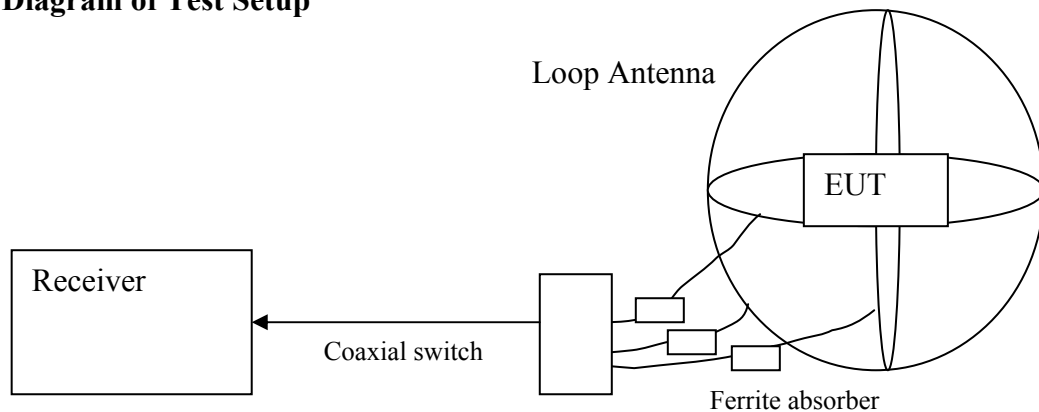 Diagram of Test Setup
Loop Antenna
EUT
Receiver
Coaxial switch
Ferrite absorber